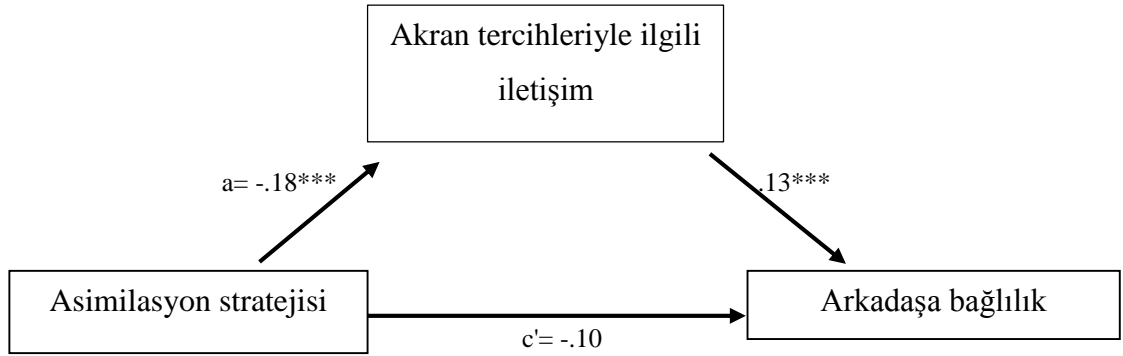 Akran tercihleriyle ilgili
iletişim
a= -.18***
.13***
Asimilasyon stratejisi
Arkadaşa bağlılık
c'= -.10